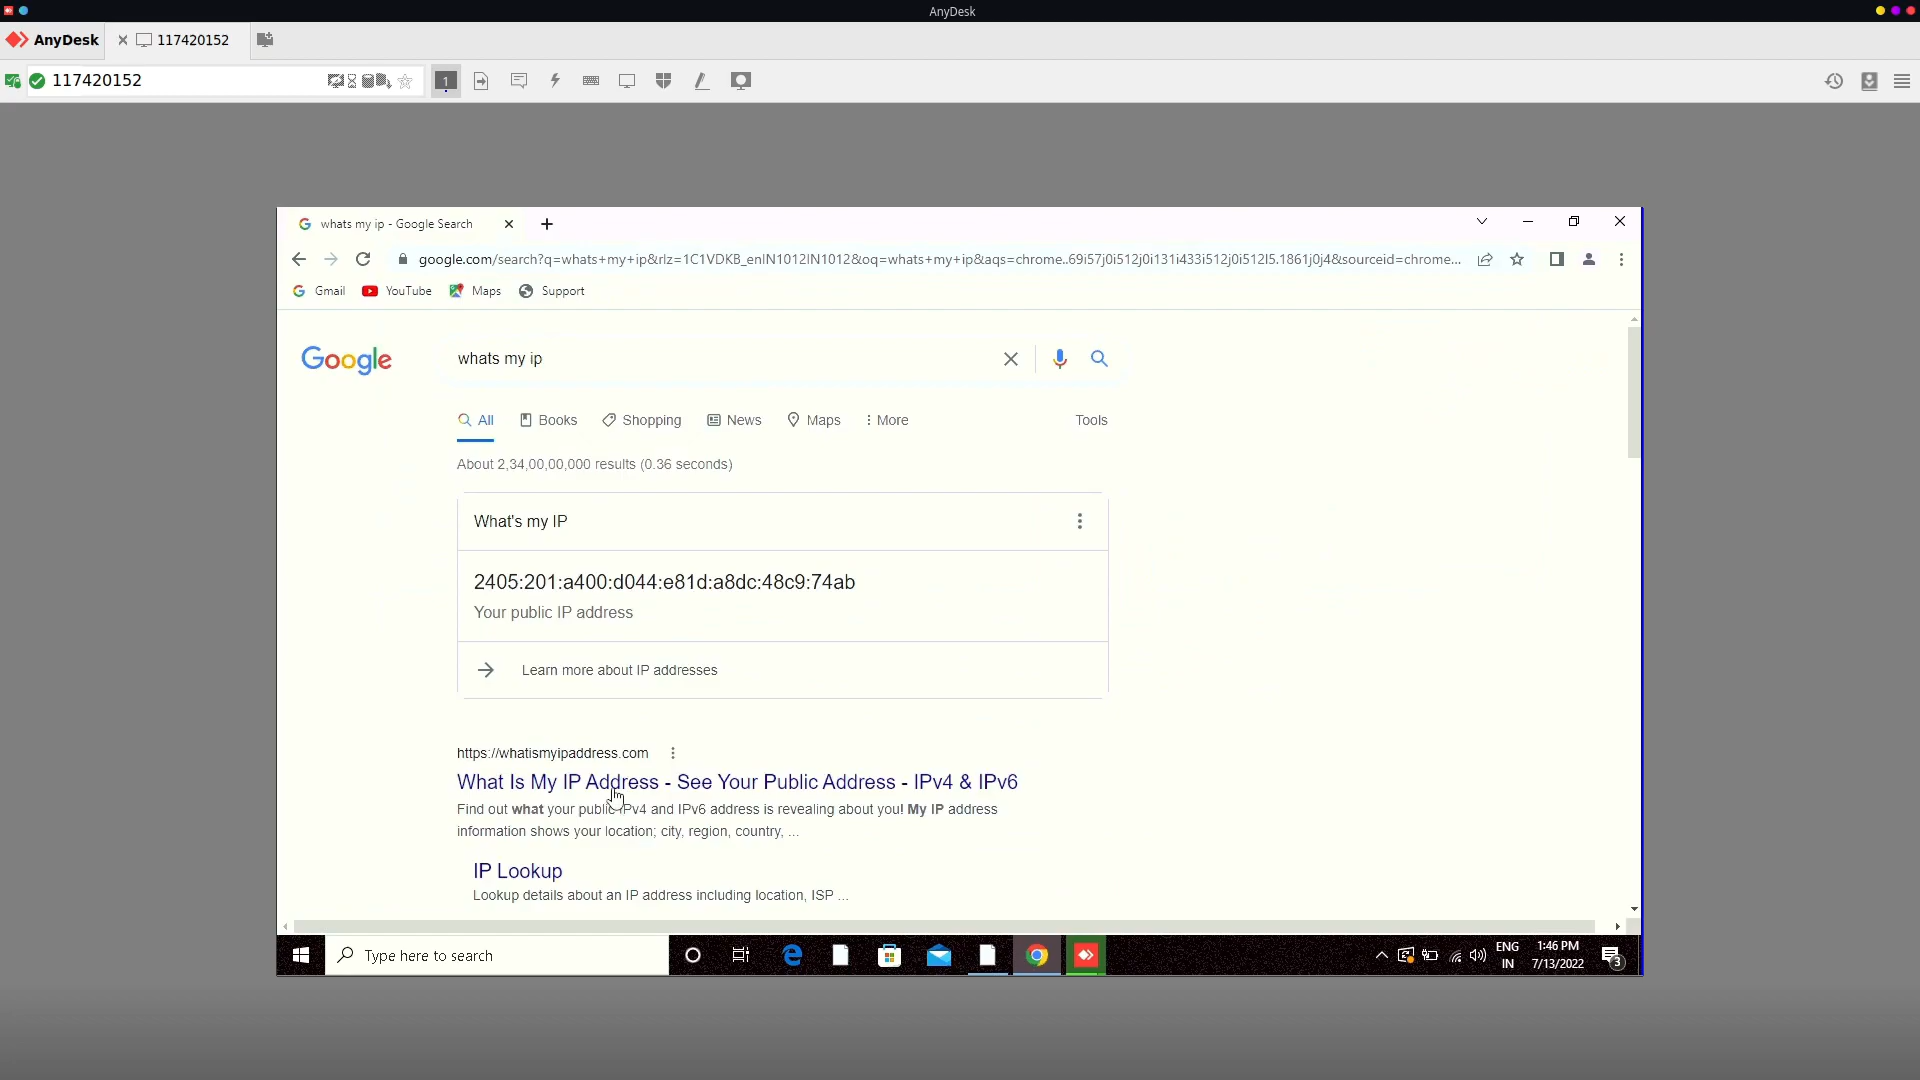 AnyDesk
AnyDesk
117420152
117420152
1
whats my ip - Google Search
google.com/search?q=whats+my+ip&rlz=1C1VDKB_enIN1012IN1012&oq=whats+my+ip&aqs=chrome..69i57j0i512j0i131i433i512j0i512l5.1861j0j4&sourceid=chrome...
Gmail
YouTube
Maps
Support
Google
whats my ip
All
Books
Shopping
News
Maps
More
Tools
About 2,34,00,00,000 results (0.36 seconds)
What's my IP
2405:201:a400:d044:e81d:a8dc:48c9:74ab
Your public IP address
Learn more about IP addresses
https://whatismyipaddress.com
What Is My IP Address - See Your Public Address - IPv4 & IPv6
Find out what your public IPv4 and IPv6 address is revealing about you! My IP address
information shows your location; city, region, country, ...
IP Lookup
Lookup details about an IP address including location, ISP ...
Type here to search
ENG
IN
1:46 PM
7/13/2022
3